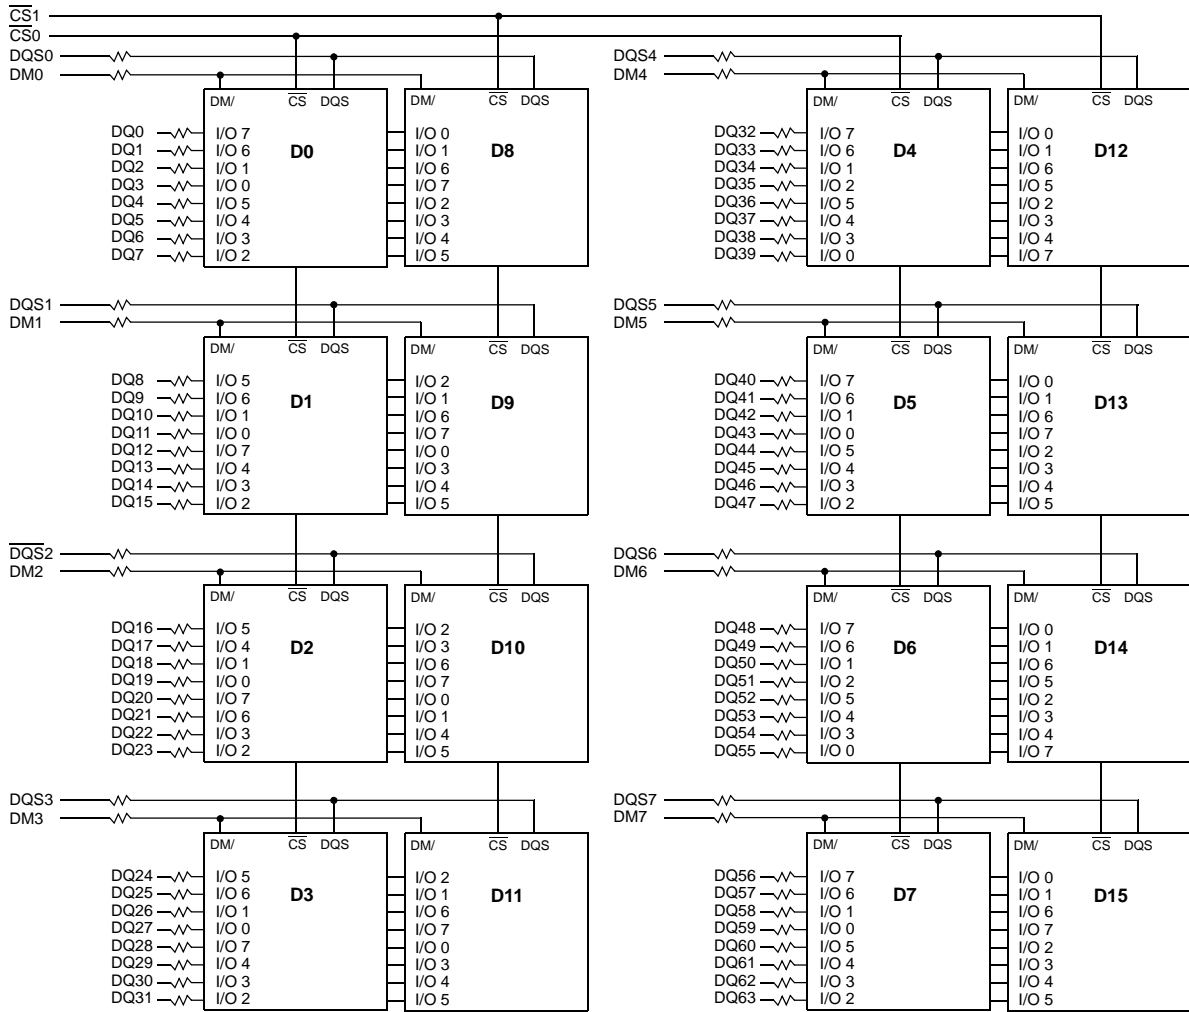 CS1
CS0
DQS0
DM0
DM/ CS DQS
DQ0 I/O 7 I/O 0
DQ1 I/O 6 D0 I/O 1 D8
DQ2 I/O 1 I/O 6
DQ3 I/O 0 I/O 7
DQ4 I/O 5 I/O 2
DQ5 I/O 4 I/O 3
DQ6 I/O 3 I/O 4
DQ7 I/O 2 I/O 5
DM/ CS DQS
DQS1
DM1
DM/ CS DQS DM/ CS DQS
DQ8 I/O 5 I/O 2
DQ9 I/O 6 D1 I/O 1 D9
DQ10 I/O 1 I/O 6
DQ11 I/O 0 I/O 7
DQ12 I/O 7 I/O 0
DQ13 I/O 4 I/O 3
DQ14 I/O 3 I/O 4
DQ15 I/O 2 I/O 5
DQS2
DM2
DM/ CS DQS DM/ CS DQS
DQ16 I/O 5 I/O 2
DQ17 I/O 4 D2 I/O 3 D10
DQ18 I/O 1 I/O 6
DQ19 I/O 0 I/O 7
DQ20 I/O 7 I/O 0
DQ21 I/O 6 I/O 1
DQ22 I/O 3 I/O 4
DQ23 I/O 2 I/O 5
DQS3
DM3
DM/ CS DQS DM/ CS DQS
DQ24 I/O 5 I/O 2
DQ25 I/O 6 D3 I/O 1 D11
DQ26 I/O 1 I/O 6
DQ27 I/O 0 I/O 7
DQ28 I/O 7 I/O 0
DQ29 I/O 4 I/O 3
DQ30 I/O 3 I/O 4
DQ31 I/O 2 I/O 5
DQS4
DM4
DM/ CS DQS DM/ CS DQS
DQ32 I/O 7 I/O 0
DQ33 I/O 6 D4 I/O 1 D12
DQ34 I/O 1 I/O 6
DQ35 I/O 2 I/O 5
DQ36 I/O 5 I/O 2
DQ37 I/O 4 I/O 3
DQ38 I/O 3 I/O 4
DQ39 I/O 0 I/O 7
DQS5
DM5
DM/ CS DQS DM/ CS DQS
DQ40 I/O 7 I/O 0
DQ41 I/O 6 D5 I/O 1 D13
DQ42 I/O 1 I/O 6
DQ43 I/O 0 I/O 7
DQ44 I/O 5 I/O 2
DQ45 I/O 4 I/O 3
DQ46 I/O 3 I/O 4
DQ47 I/O 2 I/O 5
DQS6
DM6
DM/ CS DQS DM/ CS DQS
DQ48 I/O 7 I/O 0
DQ49 I/O 6 D6 I/O 1 D14
DQ50 I/O 1 I/O 6
DQ51 I/O 2 I/O 5
DQ52 I/O 5 I/O 2
DQ53 I/O 4 I/O 3
DQ54 I/O 3 I/O 4
DQ55 I/O 0 I/O 7
DQS7
DM7
DM/ CS DQS DM/ CS DQS
DQ56 I/O 7 I/O 0
DQ57 I/O 6 D7 I/O 1 D15
DQ58 I/O 1 I/O 6
DQ59 I/O 0 I/O 7
DQ60 I/O 5 I/O 2
DQ61 I/O 4 I/O 3
DQ62 I/O 3 I/O 4
DQ63 I/O 2 I/O 5